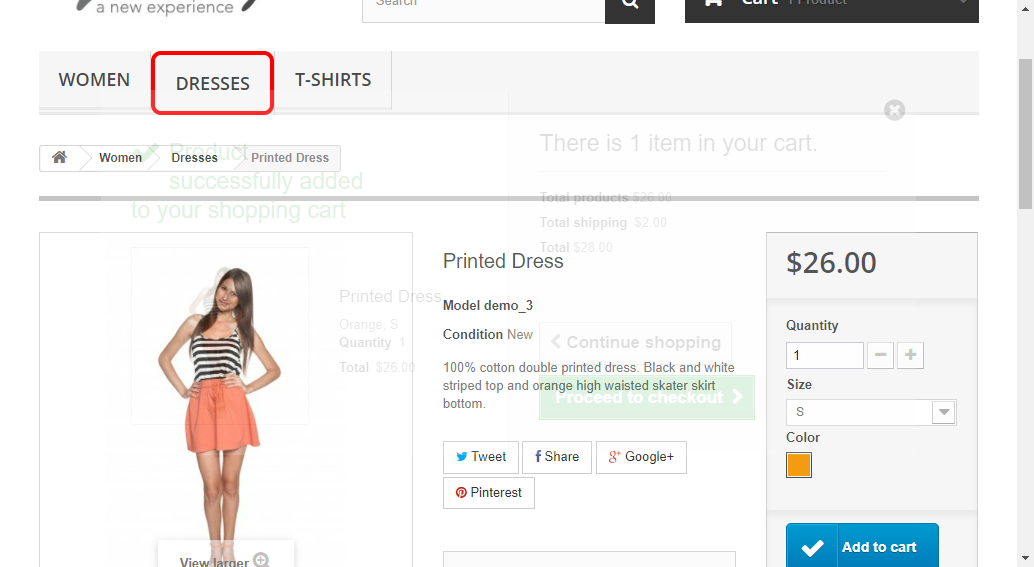 a new experience
Search
Cart 1 Product
WOMEN
DRESSES
T-SHIRTS
There is 1 item in your cart.
Women
Dresses
Printed Dress
Product
successfully added
to your shopping cart
Total products $26.00
Total shipping $2.00
Total $28.00
Printed Dress
$26.00
Printed Dress
Orange, S
Quantity 1
Total $26.00
Model demo_3
Condition New
Continue shopping
Proceed to checkout
100% cotton double printed dress. Black and white
striped top and orange high waisted skater skirt
bottom.
Quantity
1
Size
S
Color
Tweet
Share
Google+
Pinterest
View larger
Add to cart